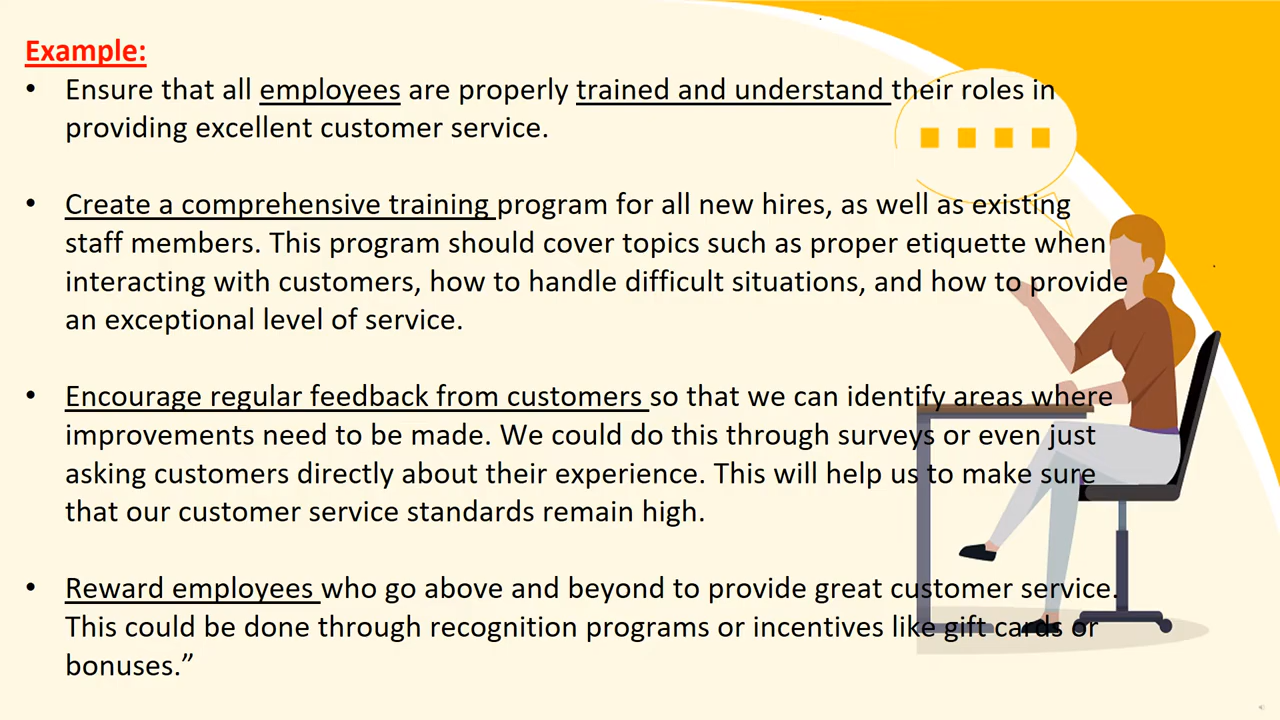 Example:
• Ensure that all employees are properly trained and understand their roles in
providing excellent customer service.
• Create a comprehensive training program for all new hires, as well as existing
staff members. This program should cover topics such as proper etiquette when
interacting with customers, how to handle difficult situations, and how to provide
an exceptional level of service.
• Encourage regular feedback from customers so that we can identify areas where
improvements need to be made. We could do this through surveys or even just
asking customers directly about their experience. This will help us to make sure
that our customer service standards remain high.
• Reward employees who go above and beyond to provide great customer service.
This could be done through recognition programs or incentives like gift cards or
bonuses.”